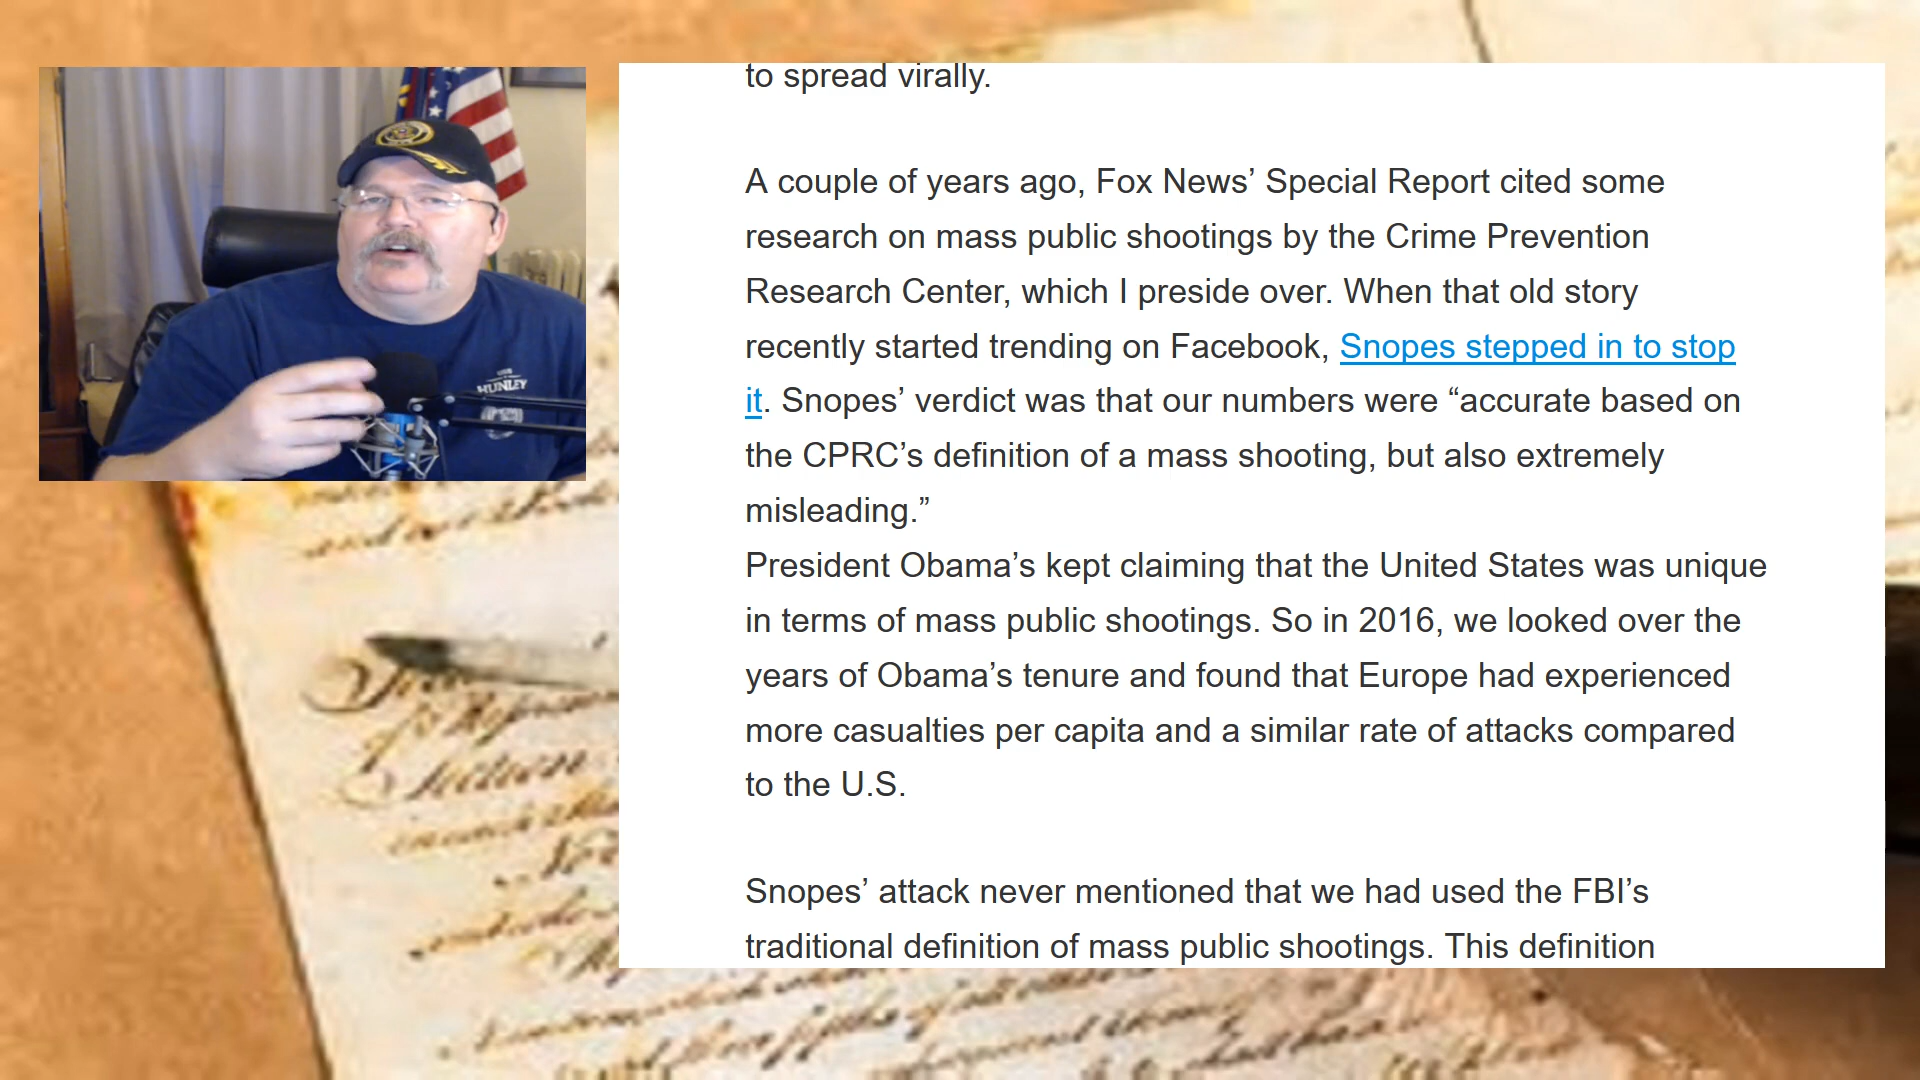 to spread virally.
A couple of years ago, Fox News’ Special Report cited some
research on mass public shootings by the Crime Prevention
Research Center, which I preside over. When that old story
recently started trending on Facebook, Snopes stepped in to stop
it. Snopes’ verdict was that our numbers were “accurate based on
the CPRC’s definition of a mass shooting, but also extremely
misleading.”
President Obama’s kept claiming that the United States was unique
in terms of mass public shootings. So in 2016, we looked over the
years of Obama’s tenure and found that Europe had experienced
more casualties per capita and a similar rate of attacks compared
to the U.S.
Snopes’ attack never mentioned that we had used the FBI’s
traditional definition of mass public shootings. This definition
HUNLEY